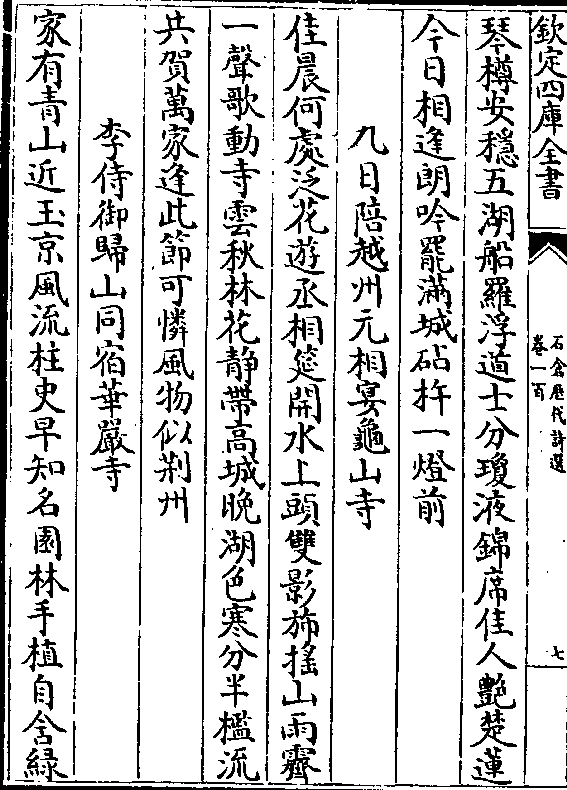 欽定四庫全書
石倉歷代詩選
卷一百
七
琴樽安穩五湖船羅浮道士分瓊液錦席佳人艷楚蓮
今日相逢朗吟罷滿城砧杵一燈前
九日陪越州元相宴龜山寺
佳晨何處泛花遊丞相筵開水上頭雙影旆搖山雨霽
一聲歌動寺雲秋林花静帶高城晚湖色寒分半檻流
共賀萬家逢此節可憐風物似荆州
李侍御歸山同宿華嚴寺
家有青山近玉京風流柱史早知名園林手植自含緑